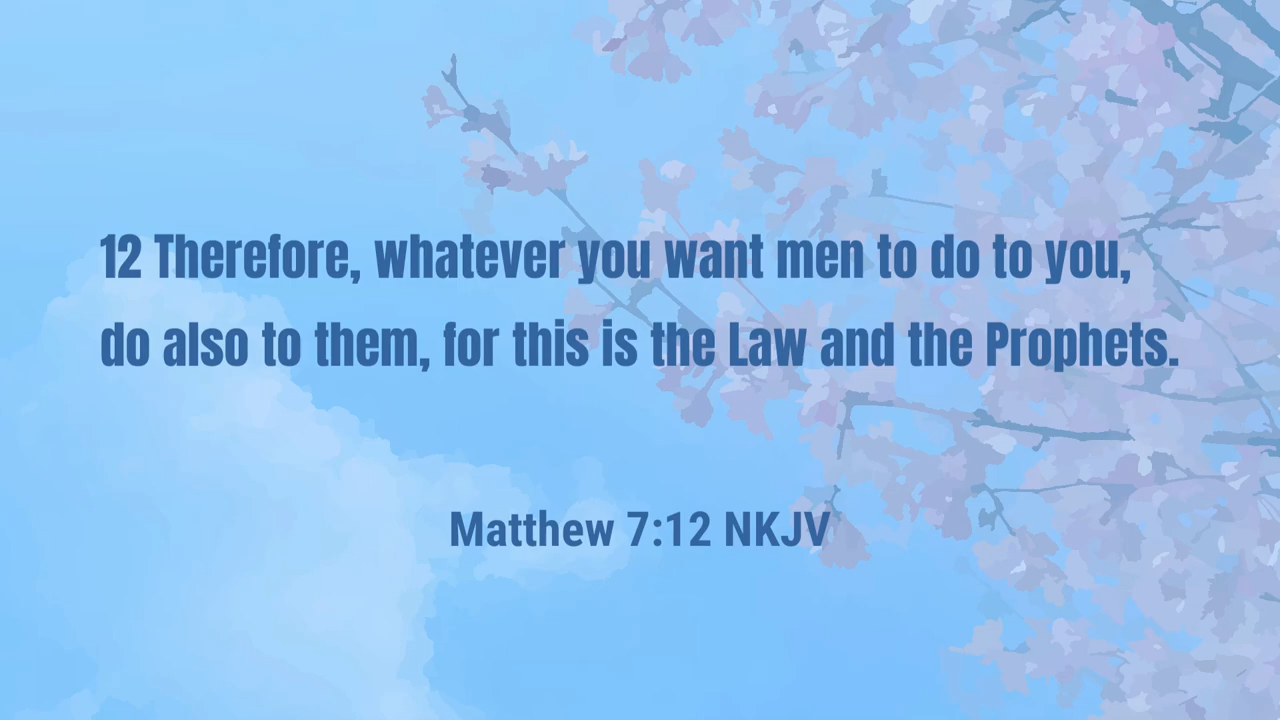 12 Therefore, whatever you want men to do to you,
do also to them, for this is the Law and the Prophets.
Matthew 7:12 NKJV